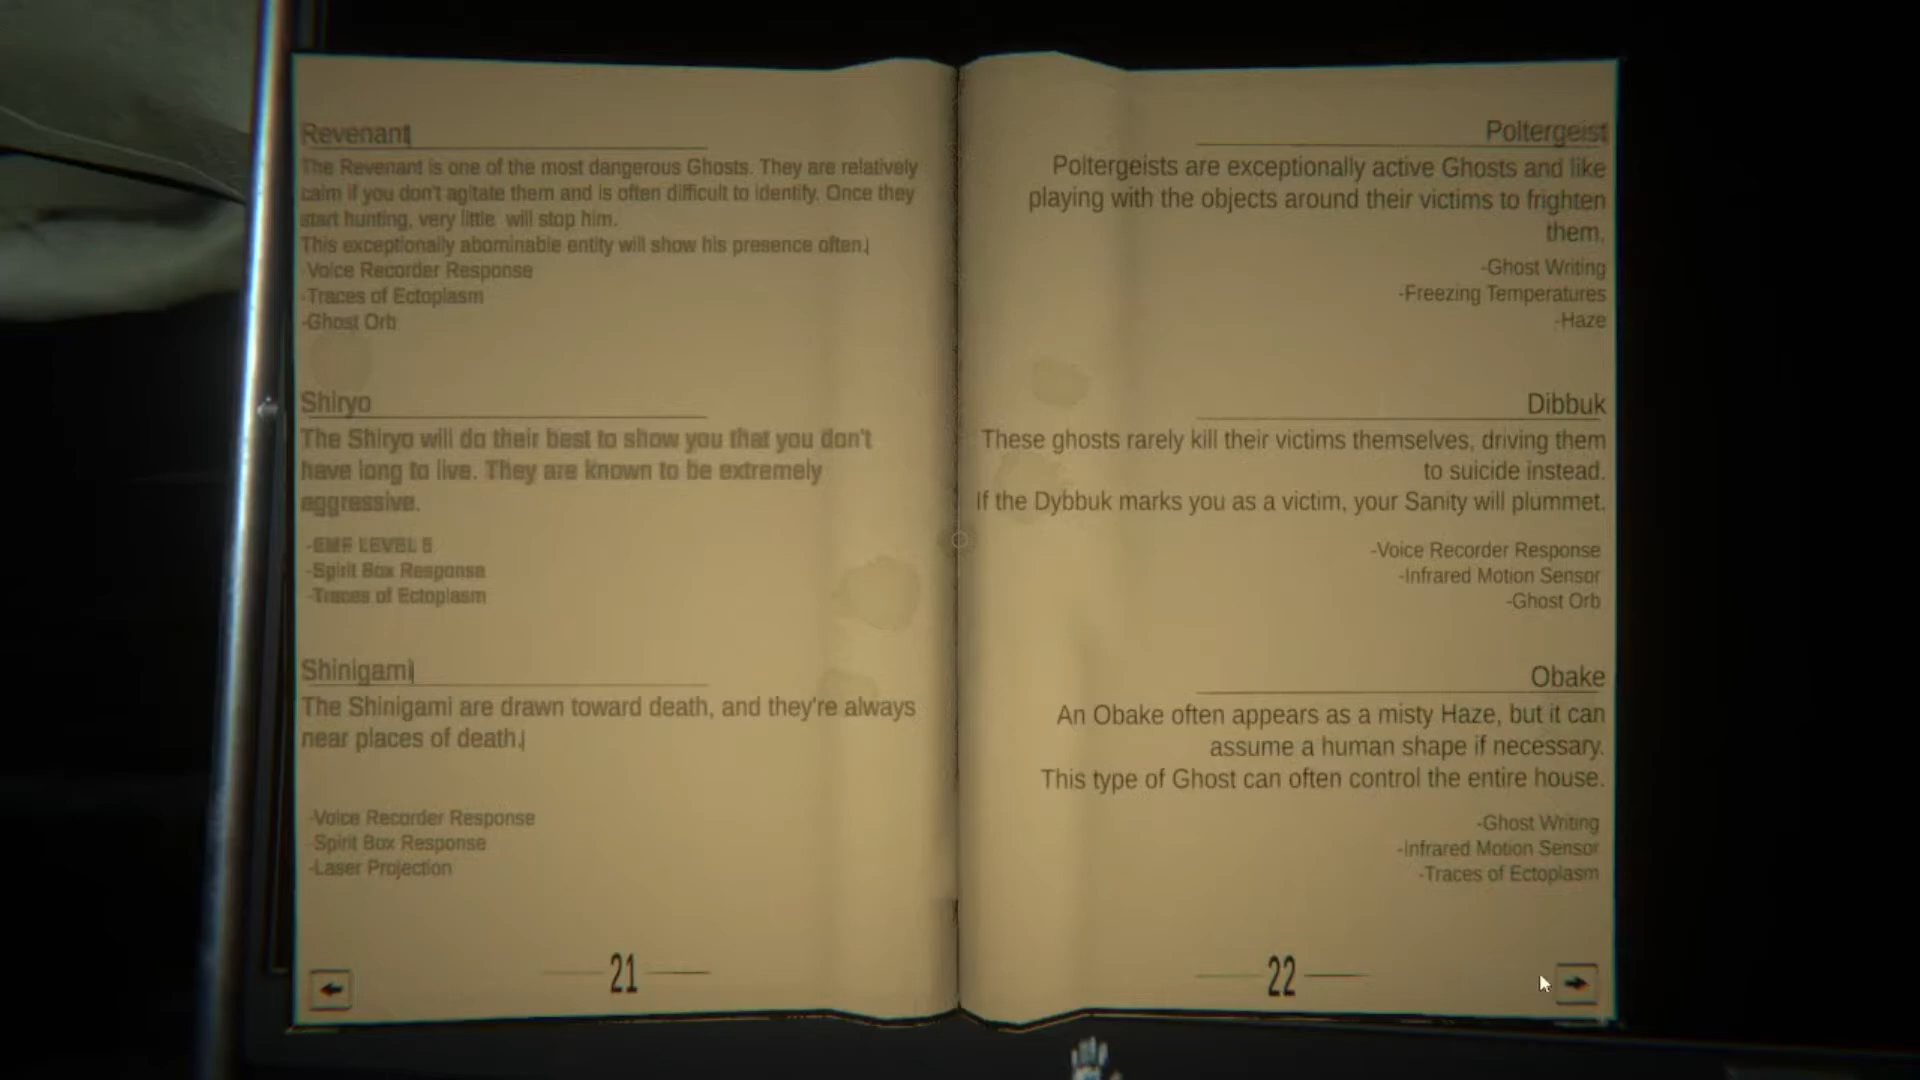 Revenant
The Revenant is one of the most dangerous Ghosts. They are relatively
calm if you don't agitate them and is often difficult to identify. Once they
start hunting, very little will stop him.
This exceptionally abominable entity will show his presence often.
-Voice Recorder Response
-Traces of Ectoplasm
-Ghost Orb
Shiryo
The Shiryo will do their best to show you that you don't
have long to live. They are known to be extremely
aggressive.
-EMF LEVEL 5
-Spirit Box Response
-Traces of Ectoplasm
Shinigami
The Shinigami are drawn toward death, and they're always
near places of death.
-Voice Recorder Response
-Spirit Box Response
-Laser Projection
21
Poltergeist
Poltergeists are exceptionally active Ghosts and like
playing with the objects around their victims to frighten
them.
-Ghost Writing
-Freezing Temperatures
-Haze
Dibbuk
These ghosts rarely kill their victims themselves, driving them
to suicide instead.
If the Dybbuk marks you as a victim, your Sanity will plummet.
-Voice Recorder Response
-Infrared Motion Sensor
-Ghost Orb
Obake
An Obake often appears as a misty Haze, but it can
assume a human shape if necessary.
This type of Ghost can often control the entire house.
-Ghost Writing
-Infrared Motion Sensor
-Traces of Ectoplasm
22